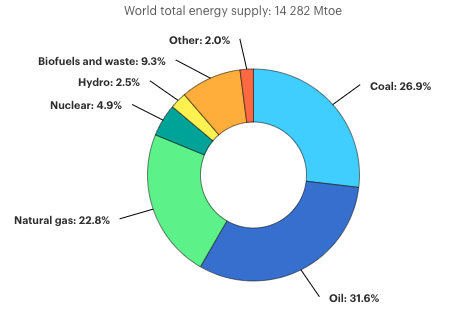 World total energy supply: 14 282 Mtoe
Other: 2.0%
Biofuels and waste: 9.3%
Hydro: 2.5%
Coal: 26.9%
Nuclear: 4.9%
Natural gas: 22.8%
Oil: 31.6%